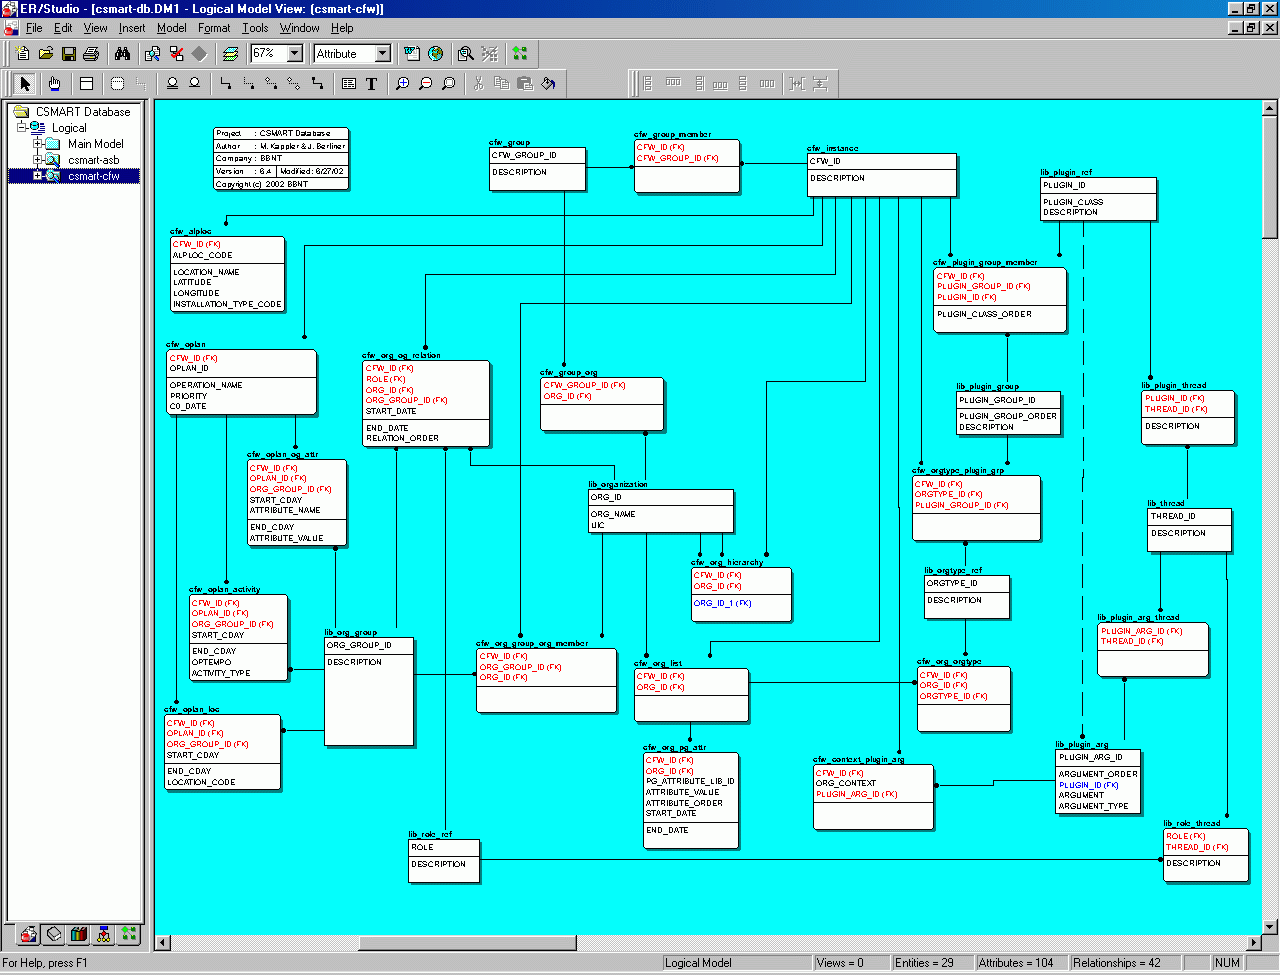 ER/Studio - [csmart-db.DM1 - Logical Model View: (csmart-cfw)]
File Edit View Insert Model Format Tools Window Help
67% Attribute
CSMART Database
Logical
Main Model
csmart-asb
csmart-cfw
Project : CSMART Database
Author : M. Kappler & J. Berliner
Company : BBNT
Version : 6.4 Modified: 6/27/02
Copyright (c) 2002 BBNT
cfw_group
CFW_GROUP_ID
DESCRIPTION
cfw_group_member
CFW_ID (FK)
CFW_GROUP_ID (FK)
cfw_instance
CFW_ID
DESCRIPTION
lib_plugin_ref
PLUGIN_ID
PLUGIN_CLASS
DESCRIPTION
cfw_alploc
CFW_ID (FK)
ALPLOC_CODE
LOCATION_NAME
LATITUDE
LONGITUDE
INSTALLATION_TYPE_CODE
cfw_plugin_group_member
CFW_ID (FK)
PLUGIN_GROUP_ID (FK)
PLUGIN_ID (FK)
PLUGIN_CLASS_ORDER
cfw_oplan
CFW_ID (FK)
OPLAN_ID
OPERATION_NAME
PRIORITY
C0_DATE
cfw_org_og_relation
CFW_ID (FK)
ROLE (FK)
ORG_ID (FK)
ORG_GROUP_ID (FK)
START_DATE
END_DATE
RELATION_ORDER
cfw_group_org
CFW_GROUP_ID (FK)
ORG_ID (FK)
lib_plugin_group
PLUGIN_GROUP_ID
PLUGIN_GROUP_ORDER
DESCRIPTION
lib_plugin_thread
PLUGIN_ID (FK)
THREAD_ID (FK)
DESCRIPTION
cfw_oplan_og_attr
CFW_ID (FK)
OPLAN_ID (FK)
ORG_GROUP_ID (FK)
START_CDAY
ATTRIBUTE_NAME
END_CDAY
ATTRIBUTE_VALUE
lib_organization
ORG_ID
ORG_NAME
UIC
cfw_orgtype_plugin_grp
CFW_ID (FK)
ORGTYPE_ID (FK)
PLUGIN_GROUP_ID (FK)
lib_thread
THREAD_ID
DESCRIPTION
cfw_org_hierarchy
CFW_ID (FK)
ORG_ID (FK)
ORG_ID_1 (FK)
lib_orgtype_ref
ORGTYPE_ID
DESCRIPTION
cfw_oplan_activity
CFW_ID (FK)
OPLAN_ID (FK)
ORG_GROUP_ID (FK)
START_CDAY
END_CDAY
OPTEMPO
ACTIVITY_TYPE
lib_org_group
ORG_GROUP_ID
DESCRIPTION
cfw_org_group_org_member
CFW_ID (FK)
ORG_GROUP_ID (FK)
ORG_ID (FK)
cfw_org_list
CFW_ID (FK)
ORG_ID (FK)
cfw_org_orgtype
CFW_ID (FK)
ORG_ID (FK)
ORGTYPE_ID (FK)
lib_plugin_arg_thread
PLUGIN_ARG_ID (FK)
THREAD_ID (FK)
cfw_oplan_loc
CFW_ID (FK)
OPLAN_ID (FK)
ORG_GROUP_ID (FK)
START_CDAY
END_CDAY
LOCATION_CODE
cfw_org_pg_attr
CFW_ID (FK)
ORG_ID (FK)
PG_ATTRIBUTE_LIB_ID
ATTRIBUTE_VALUE
ATTRIBUTE_ORDER
START_DATE
END_DATE
cfw_context_plugin_arg
CFW_ID (FK)
ORG_CONTEXT
PLUGIN_ARG_ID (FK)
lib_plugin_arg
PLUGIN_ARG_ID
ARGUMENT_ORDER
PLUGIN_ID (FK)
ARGUMENT
ARGUMENT_TYPE
lib_role_ref
ROLE
DESCRIPTION
lib_role_thread
ROLE (FK)
THREAD_ID (FK)
DESCRIPTION
For Help, press F1 Logical Model Views = 0 Entities = 29 Attributes = 104 Relationships = 42 NUM